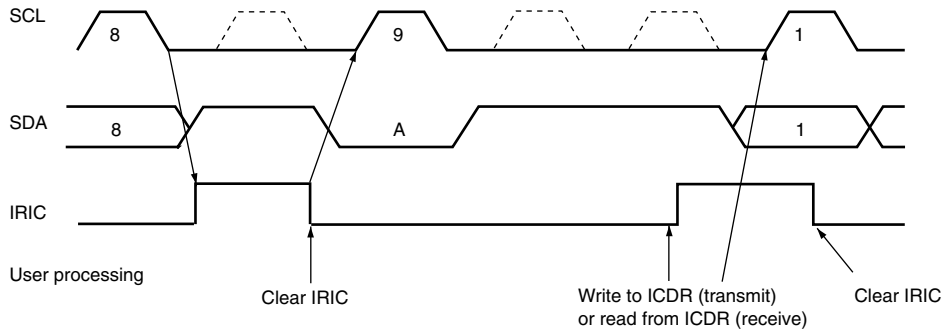 SCL
8
9
1
SDA
8
A
1
IRIC
User processing
Clear IRIC
Write to ICDR (transmit)
or read from ICDR (receive)
Clear IRIC